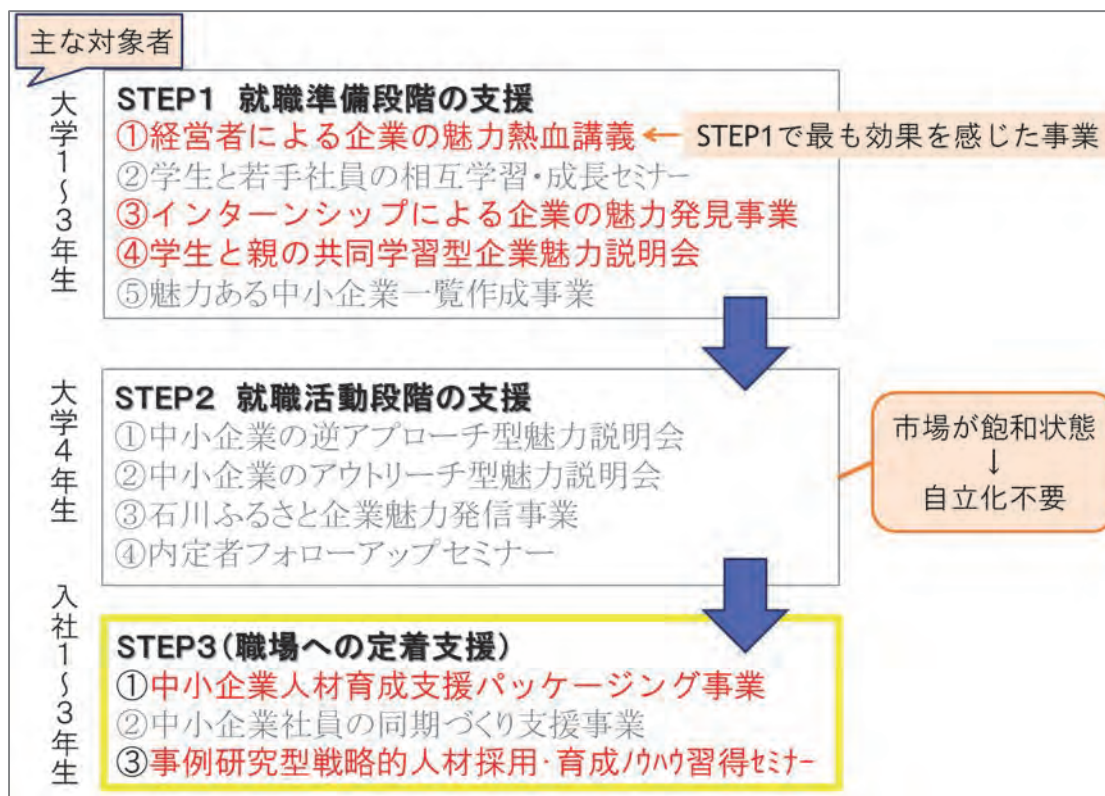 主な対象者
大学1～3年生
STEP1 就職準備段階の支援
①経営者による企業の魅力熱血講義
STEP1で最も効果を感じた事業
②学生と若手社員の相互学習・成長セミナー
③インターンシップによる企業の魅力発見事業
④学生と親の共同学習型企業魅力説明会
⑤魅力ある中小企業一覧作成事業
大学4年生
STEP2 就職活動段階の支援
①中小企業の逆アプローチ型魅力説明会
②中小企業のアウトリーチ型魅力説明会
③石川ふるさと企業魅力発信事業
④内定者フォローアップセミナー
市場が飽和状態
↓
自立化不要
入社1～3年生
STEP3(職場への定着支援)
①中小企業人材育成支援パッケージング事業
②中小企業社員の同期づくり支援事業
③事例研究型戦略的人材採用・育成ﾉｳﾊｳ習得ｾﾐﾅｰ